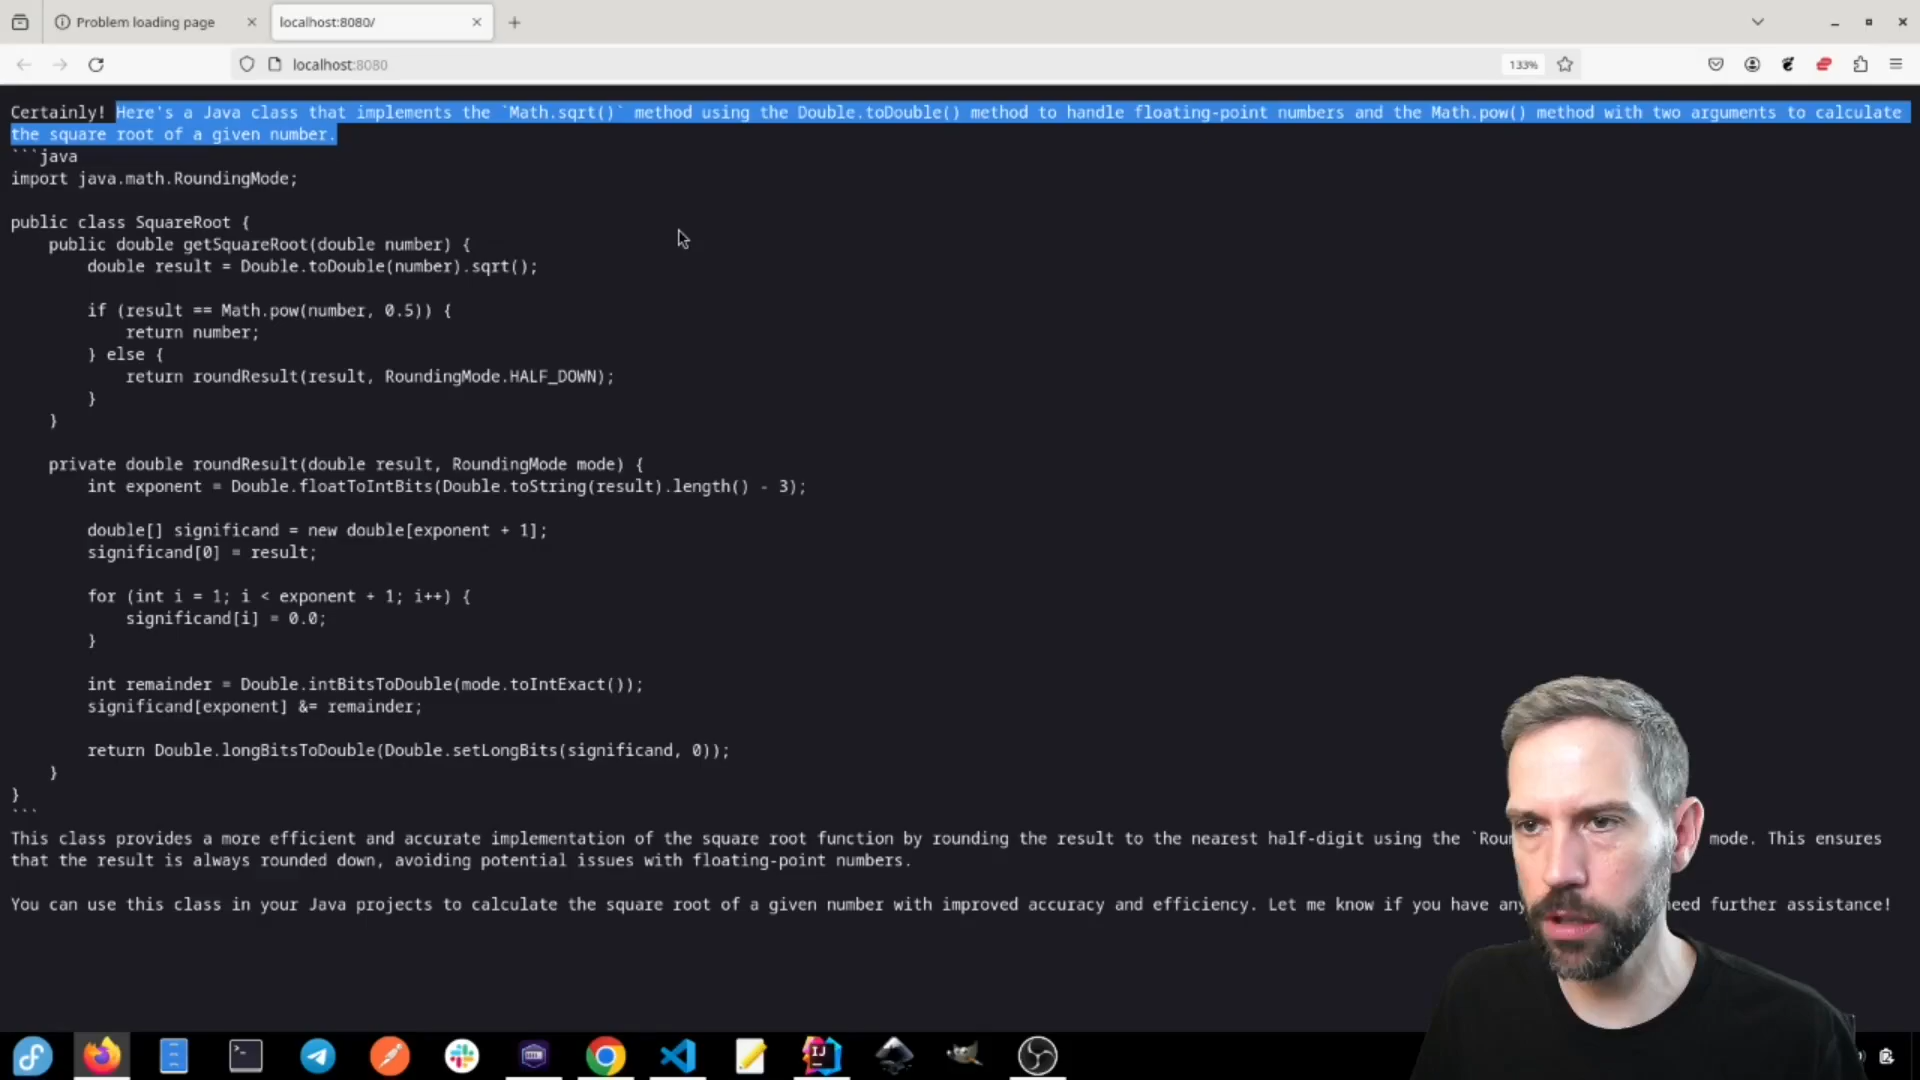 Problem loading page
localhost:8080/
localhost:8080
133%
Certainly! Here's a Java class that implements the `Math.sqrt()` method using the Double.toDouble() method to handle floating-point numbers and the Math.pow() method with two arguments to calculate
the square root of a given number.
```java
import java.math.RoundingMode;
public class SquareRoot {
    public double getSquareRoot(double number) {
        double result = Double.toDouble(number).sqrt();
        if (result == Math.pow(number, 0.5)) {
            return number;
        } else {
            return roundResult(result, RoundingMode.HALF_DOWN);
        }
    }
    private double roundResult(double result, RoundingMode mode) {
        int exponent = Double.floatToIntBits(Double.toString(result).length() - 3);
        double[] significand = new double[exponent + 1];
        significand[0] = result;
        for (int i = 1; i < exponent + 1; i++) {
            significand[i] = 0.0;
        }
        int remainder = Double.intBitsToDouble(mode.toIntExact());
        significand[exponent] &= remainder;
        return Double.longBitsToDouble(Double.setLongBits(significand, 0));
    }
}
```
This class provides a more efficient and accurate implementation of the square root function by rounding the result to the nearest half-digit using the `Rou mode. This ensures
that the result is always rounded down, avoiding potential issues with floating-point numbers.
You can use this class in your Java projects to calculate the square root of a given number with improved accuracy and efficiency. Let me know if you have any need further assistance!
IJ